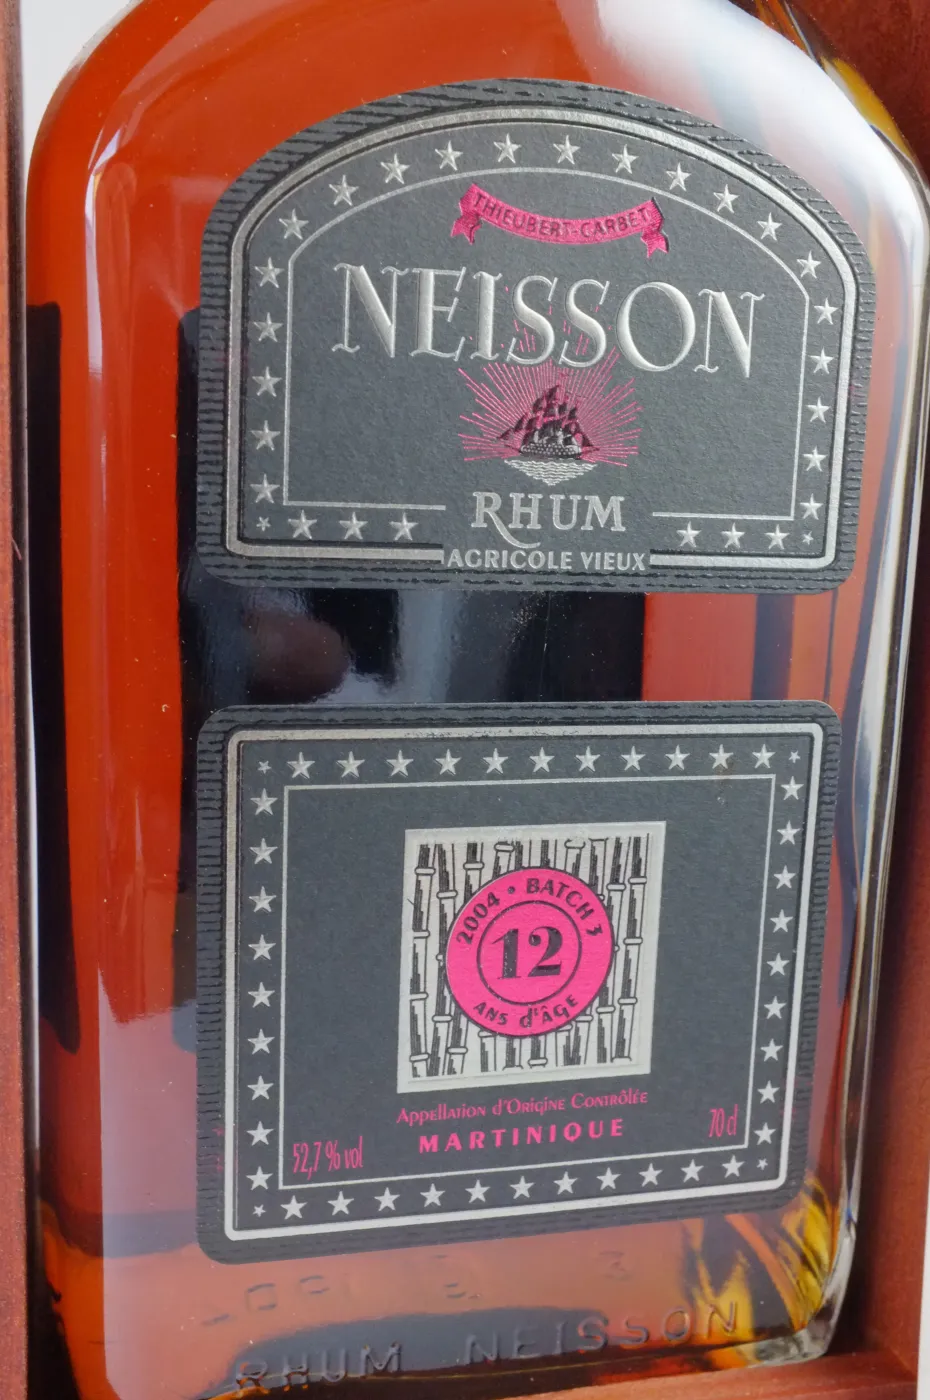 THIEUBERT-CARBET
NEISSON
RHUM
AGRICOLE VIEUX
2004 • BATCH 3
12
ANS d'ÂGE
Appellation d'Origine Contrôlée
MARTINIQUE
52,7 % vol
70 cl
RHUM NEISSON